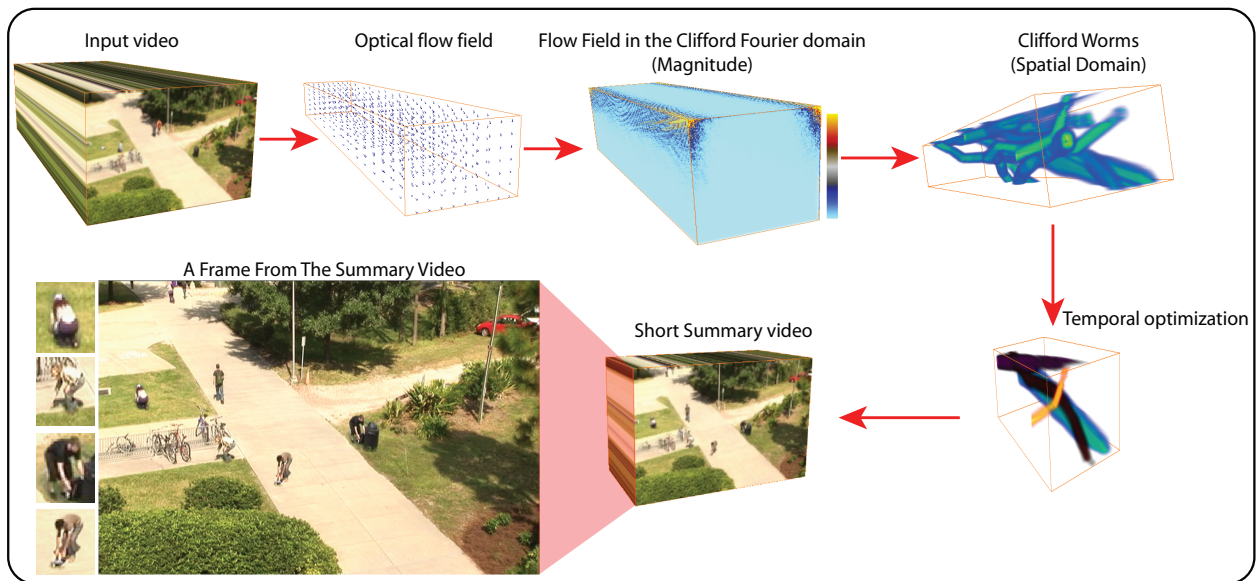 Input video
Optical flow field
Flow Field in the Clifford Fourier domain
(Magnitude)
Clifford Worms
(Spatial Domain)
Temporal optimization
Short Summary video
A Frame From The Summary Video